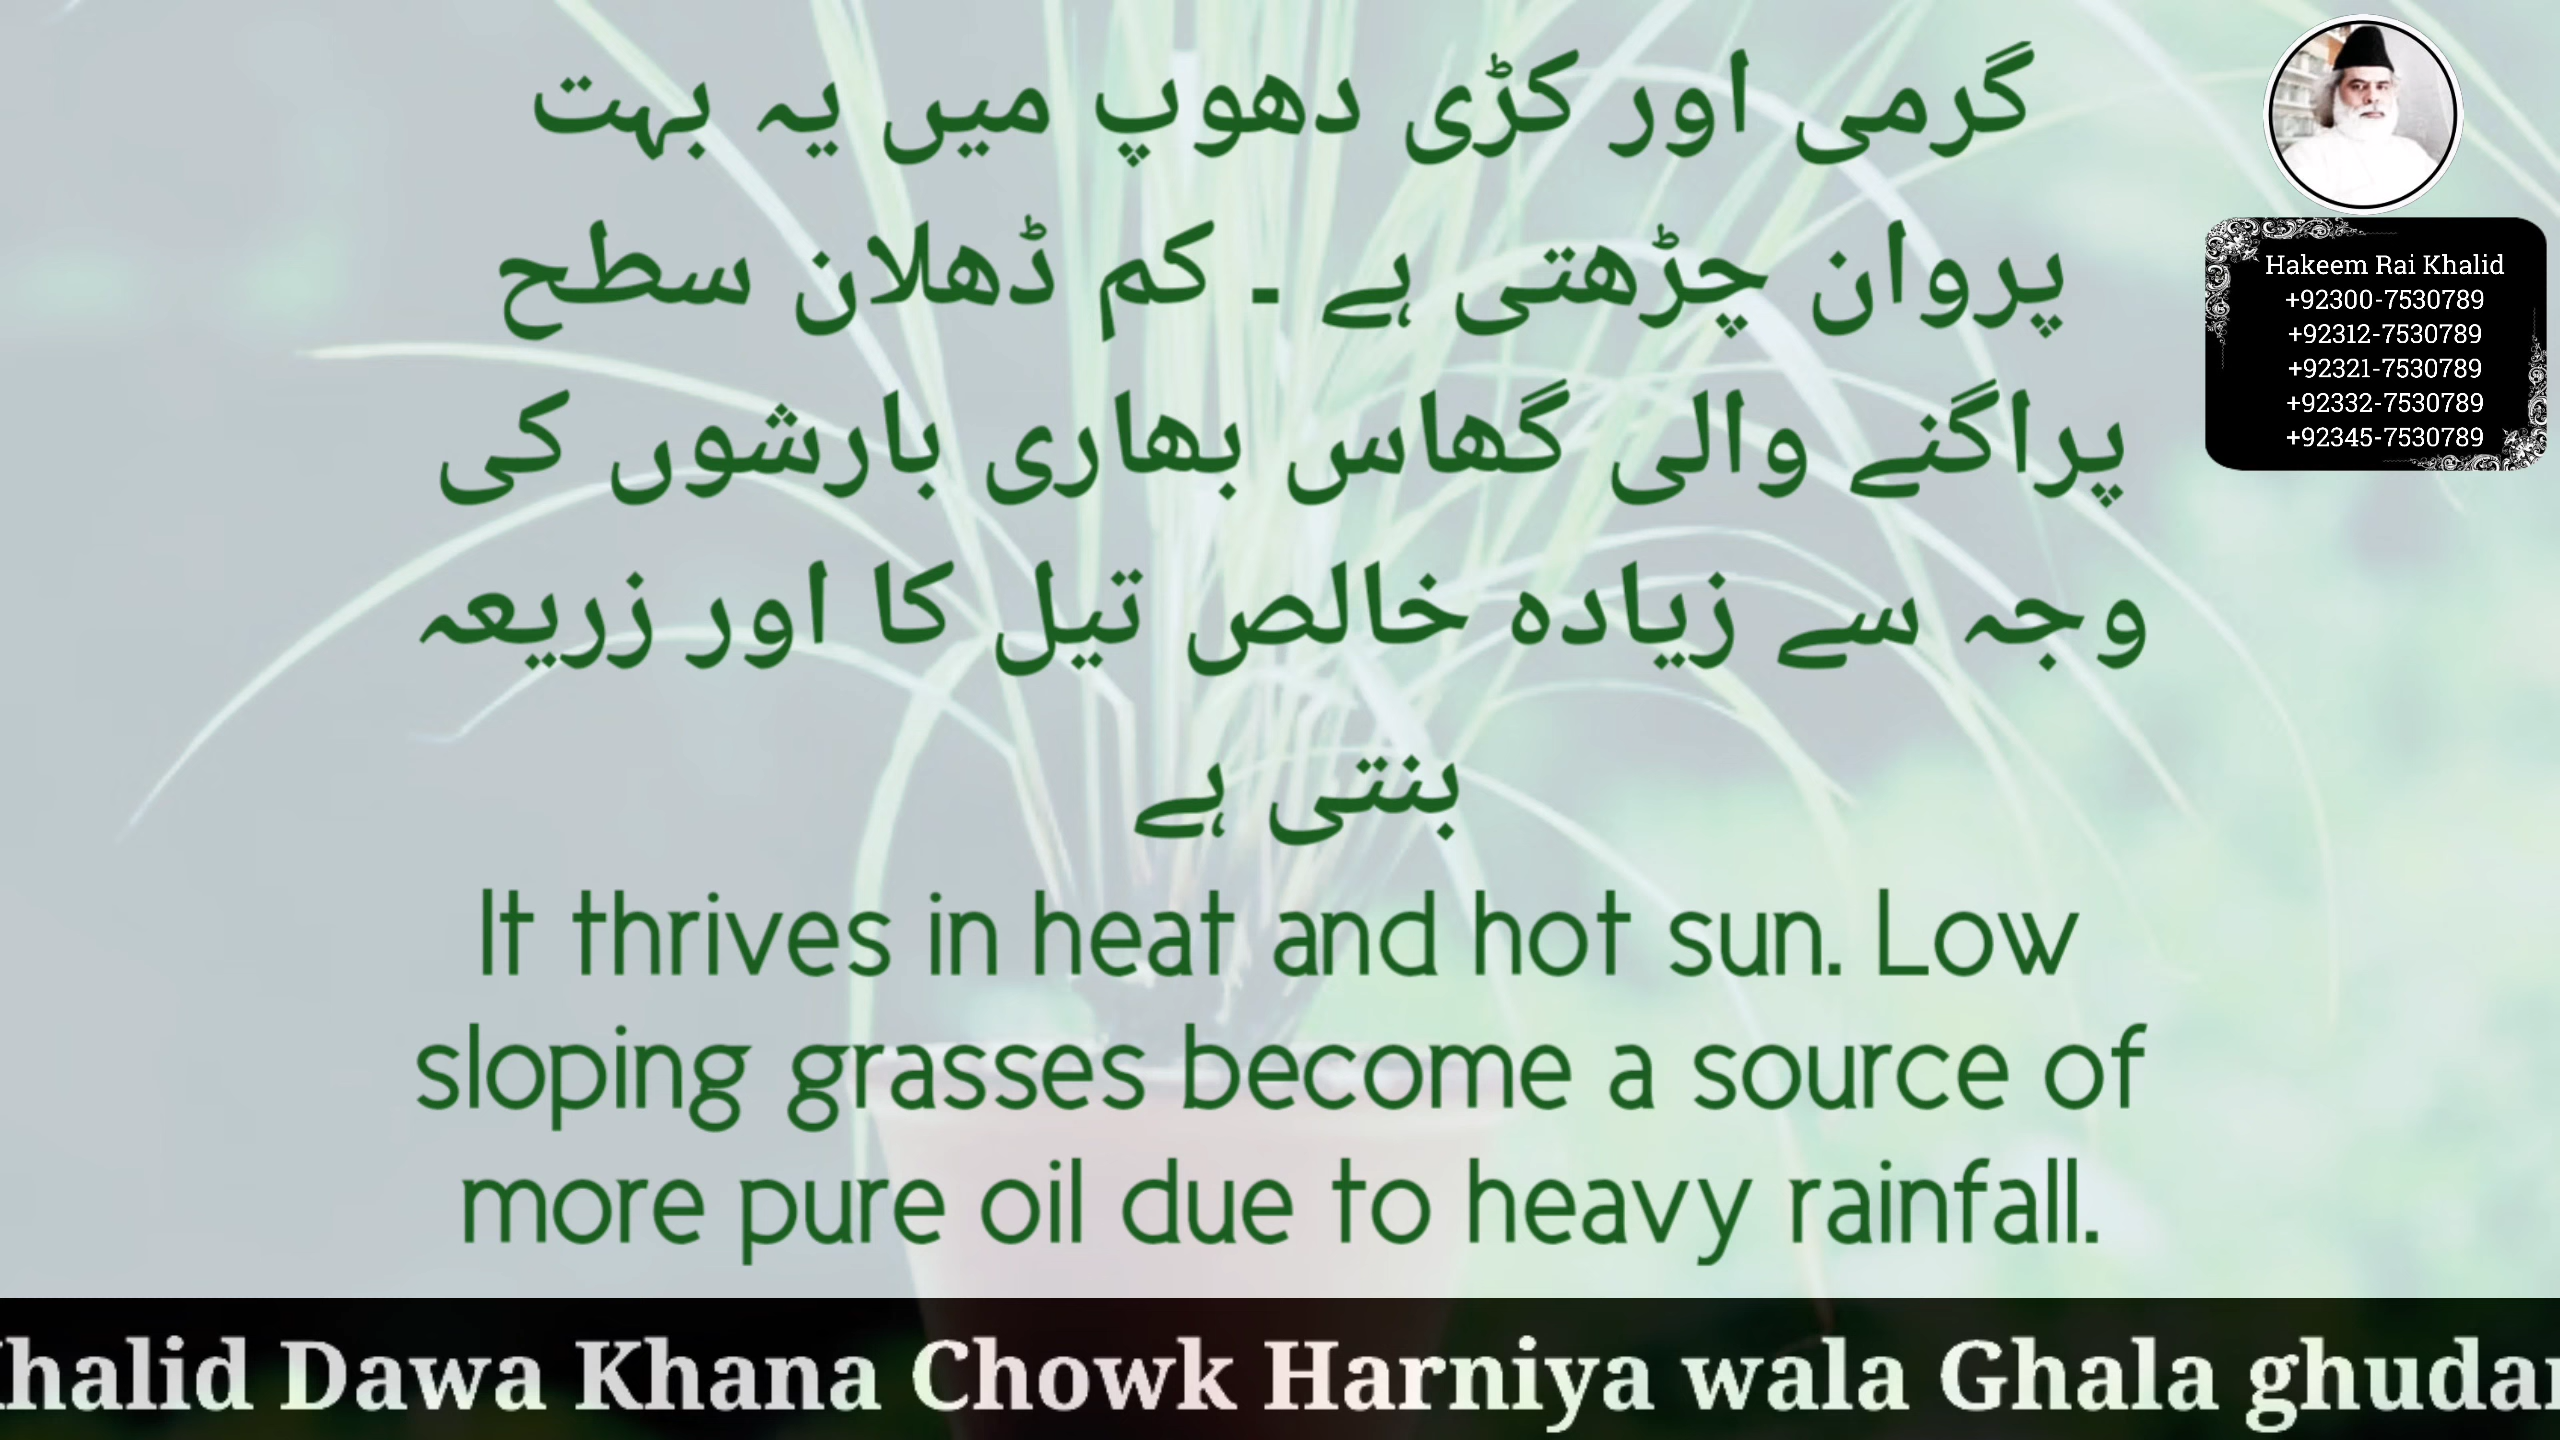 گرمی اور کڑی دھوپ میں یہ بہت
پروان چڑھتی ہے ۔ کم ڈھلان سطح
پراگنے والی گھاس بھاری بارشوں کی
وجہ سے زیادہ خالص تیل کا اور زریعہ
بنتی ہے
It thrives in heat and hot sun. Low
sloping grasses become a source of
more pure oil due to heavy rainfall.
Hakeem Rai Khalid
+92300-7530789
+92312-7530789
+92321-7530789
+92332-7530789
+92345-7530789
halid Dawa Khana Chowk Harniya wala Ghala ghuda